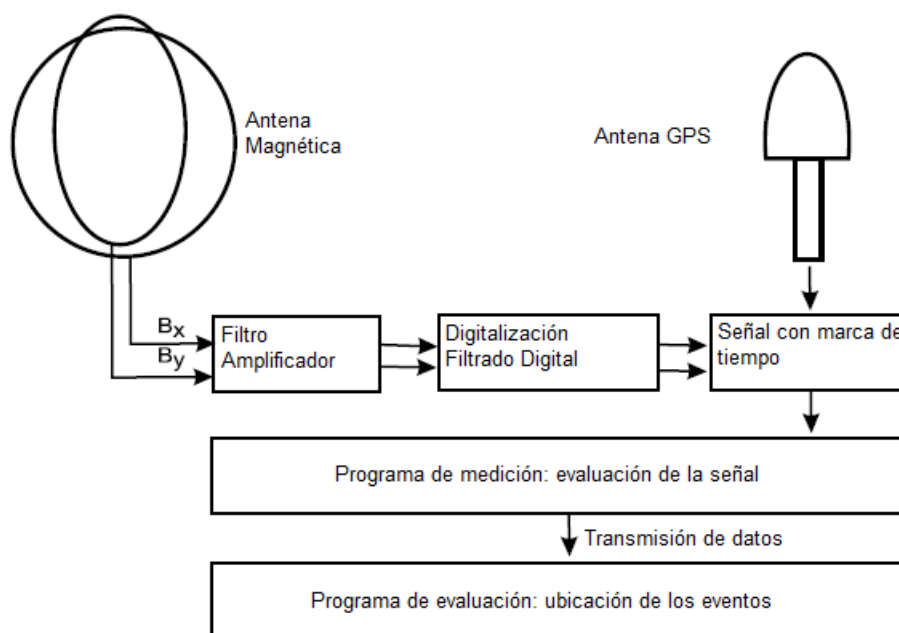 Antena
Magnética
Antena GPS
Bx
By
Filtro
Amplificador
Digitalización
Filtrado Digital
Señal con marca de
tiempo
Programa de medición: evaluación de la señal
Transmisión de datos
Programa de evaluación: ubicación de los eventos